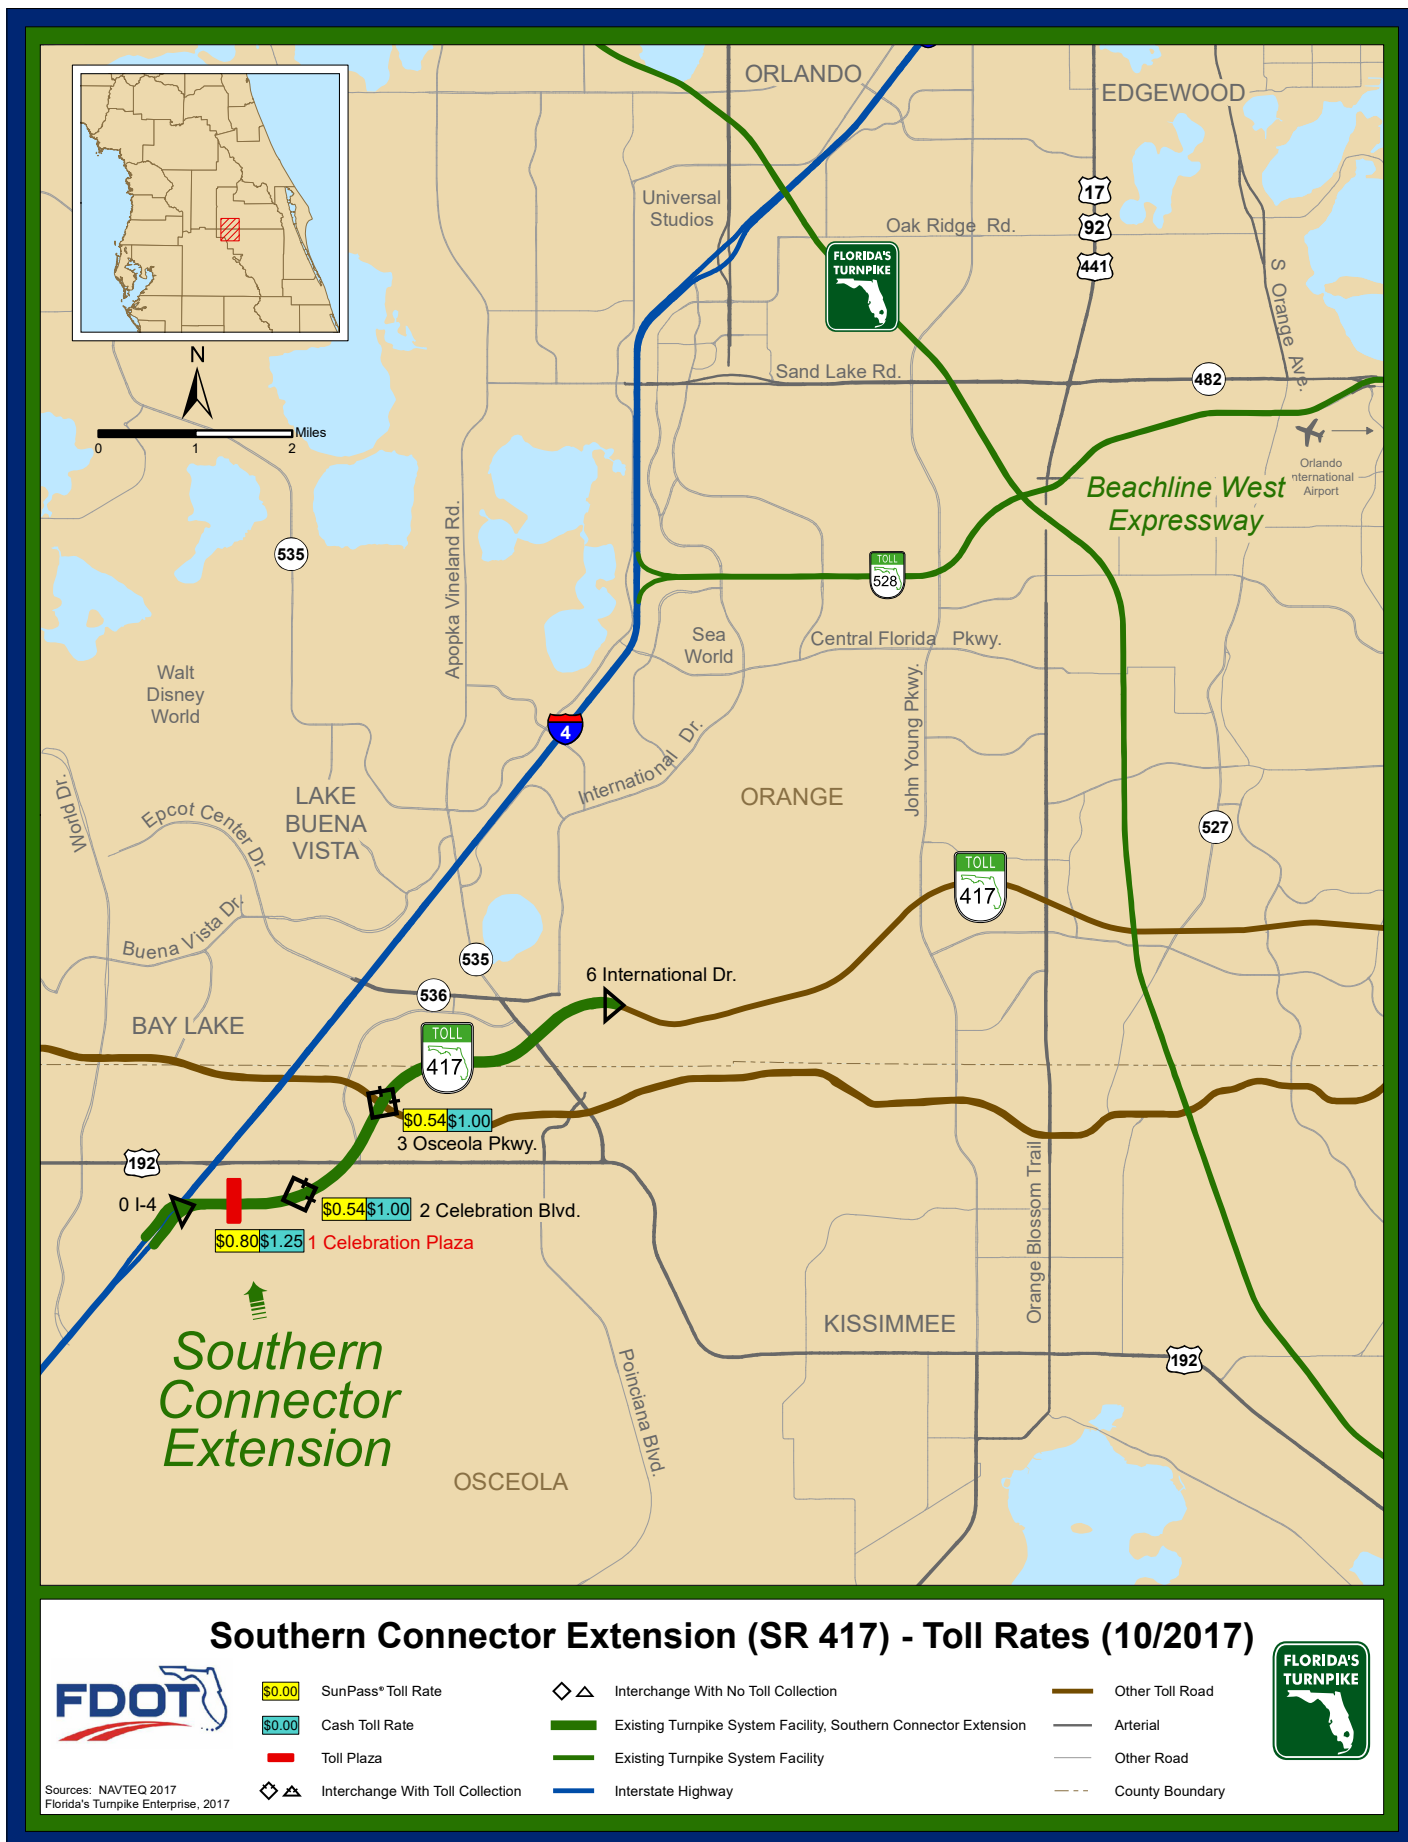 ORLANDO
EDGEWOOD
Universal
Studios
17
92
441
Oak Ridge Rd.
FLORIDA'S
TURNPIKE
S Orange Ave.
N
Miles
0 1 2
Sand Lake Rd.
482
Orlando
International
Airport
Beachline West
Expressway
535
Apopka Vineland Rd.
TOLL
528
Sea
World
Central Florida Pkwy.
Walt
Disney
World
John Young Pkwy.
4
International Dr.
World Dr.
Epcot Center Dr.
LAKE
BUENA
VISTA
ORANGE
527
TOLL
417
Buena Vista Dr.
535
6 International Dr.
536
BAY LAKE
TOLL
417
$0.54 $1.00
3 Osceola Pkwy.
192
0 I-4
$0.54 $1.00 2 Celebration Blvd.
$0.80 $1.25 1 Celebration Plaza
Orange Blossom Trail
Southern
Connector
Extension
KISSIMMEE
192
Poinciana Blvd.
OSCEOLA
Southern Connector Extension (SR 417) - Toll Rates (10/2017)
FDOT
$0.00 SunPass® Toll Rate
$0.00 Cash Toll Rate
Toll Plaza
Interchange With Toll Collection
Interchange With No Toll Collection
Existing Turnpike System Facility, Southern Connector Extension
Existing Turnpike System Facility
Interstate Highway
Other Toll Road
Arterial
Other Road
County Boundary
FLORIDA'S
TURNPIKE
Sources: NAVTEQ 2017
Florida's Turnpike Enterprise, 2017